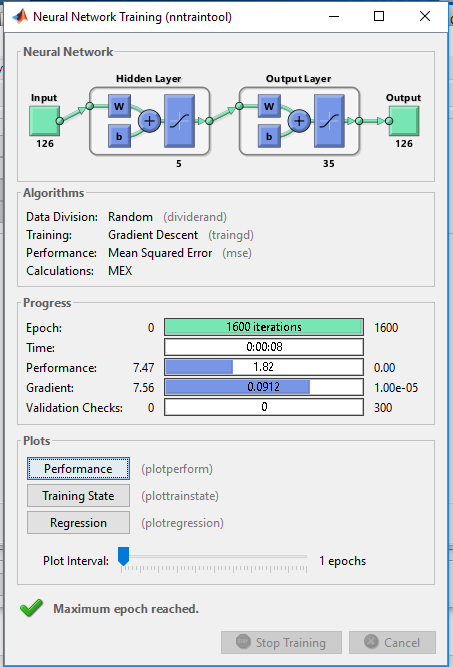 Neural Network Training (nntraintool)
Neural Network
Hidden Layer Output Layer
Input Output
W W
b b
126 126
5 35
Algorithms
Data Division: Random (dividerand)
Training: Gradient Descent (traingd)
Performance: Mean Squared Error (mse)
Calculations: MEX
Progress
Epoch: 0 1600 iterations 1600
Time: 0:00:08
Performance: 7.47 1.82 0.00
Gradient: 7.56 0.0912 1.00e-05
Validation Checks: 0 0 300
Plots
Performance (plotperform)
Training State (plottrainstate)
Regression (plotregression)
Plot Interval: 1 epochs
Maximum epoch reached.
Stop Training Cancel